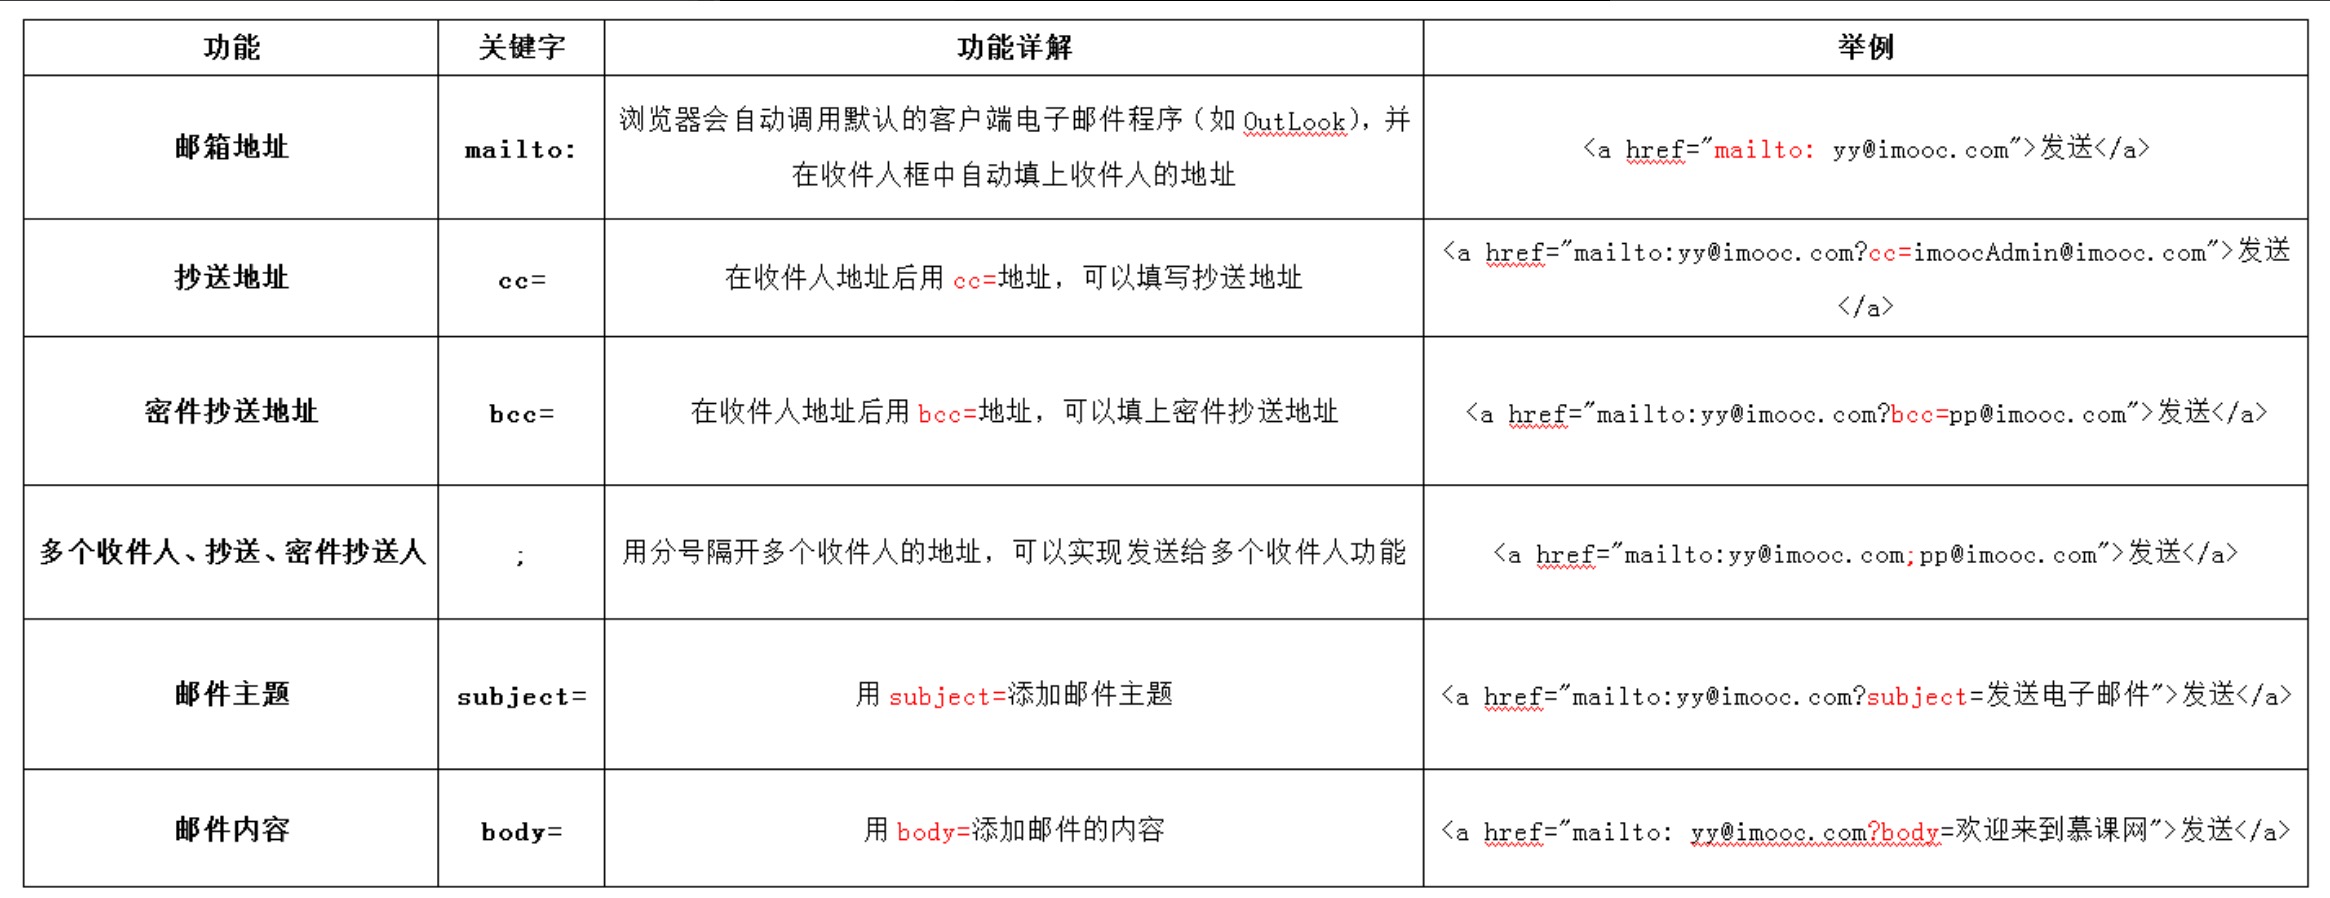 功能 关键字 功能详解 举例
邮箱地址 mailto: 浏览器会自动调用默认的客户端电子邮件程序（如 OutLook），并
在收件人框中自动填上收件人的地址
<a href="mailto: yy@imooc.com">发送</a>
抄送地址 cc= 在收件人地址后用 cc=地址，可以填写抄送地址
<a href="mailto:yy@imooc.com?cc=imoocAdmin@imooc.com">发送
</a>
密件抄送地址 bcc= 在收件人地址后用 bcc=地址，可以填上密件抄送地址 <a href="mailto:yy@imooc.com?bcc=pp@imooc.com">发送</a>
多个收件人、抄送、密件抄送人 ; 用分号隔开多个收件人的地址，可以实现发送给多个收件人功能 <a href="mailto:yy@imooc.com;pp@imooc.com">发送</a>
邮件主题 subject= 用 subject=添加邮件主题 <a href="mailto:yy@imooc.com?subject=发送电子邮件">发送</a>
邮件内容 body= 用 body=添加邮件的内容 <a href="mailto: yy@imooc.com?body=欢迎来到慕课网">发送</a>